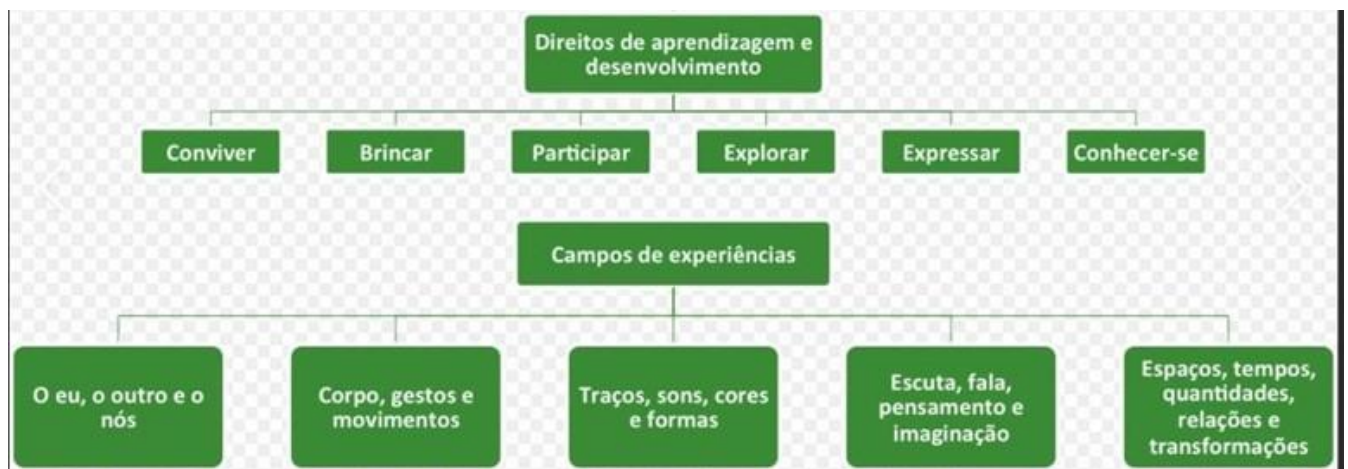 Direitos de aprendizagem e
desenvolvimento
Conviver
Brincar
Participar
Explorar
Expressar
Conhecer-se
Campos de experiências
O eu, o outro e o
nós
Corpo, gestos e
movimentos
Traços, sons, cores
e formas
Escuta, fala,
pensamento e
imaginação
Espaços, tempos,
quantidades,
relações e
transformações